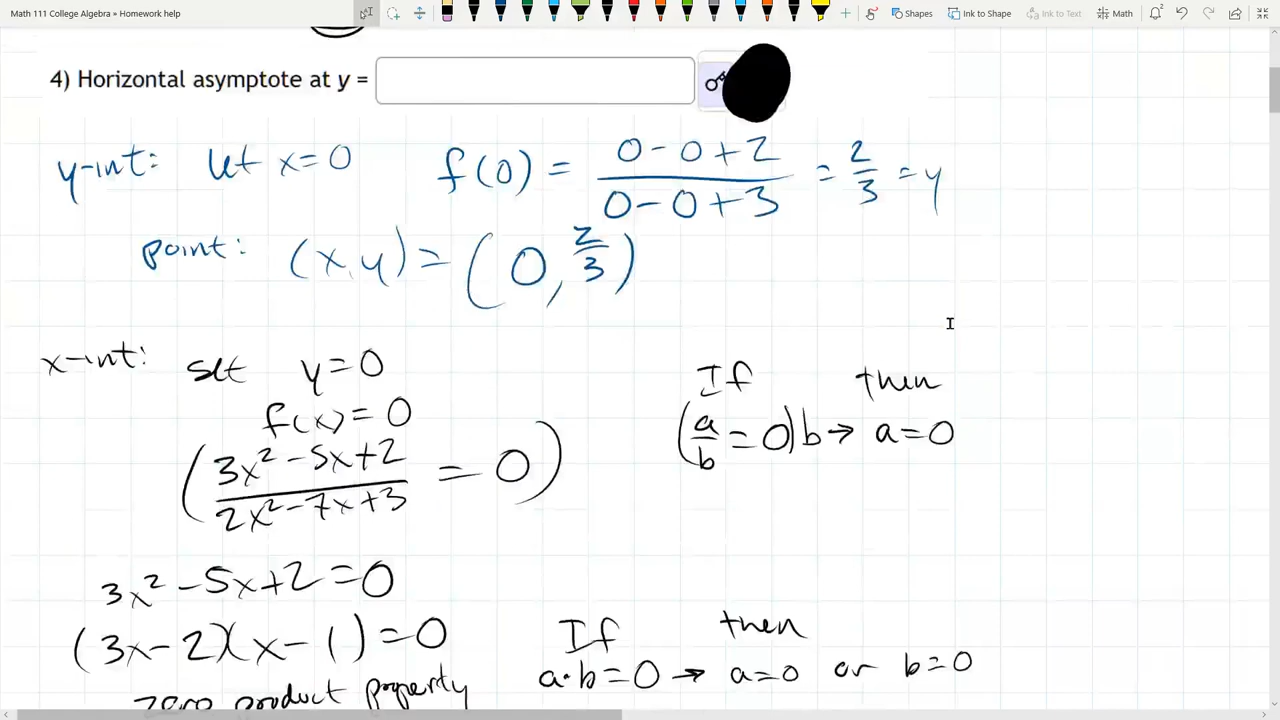 Math 111 College Algebra » Homework help
Shapes Ink to Shape Ink to Text Math
4) Horizontal asymptote at y =
y-int: let x=0 f(0) = (0-0+2)/(0-0+3) = 2/3 = y
point: (x,y) = (0, 2/3)
x-int: set y=0
f(x)=0
((3x²-5x+2)/(2x²-7x+3) = 0)
If then
(a/b = 0)b → a=0
3x²-5x+2=0
(3x-2)(x-1)=0
If then
a·b=0 → a=0 or b=0
zero product property